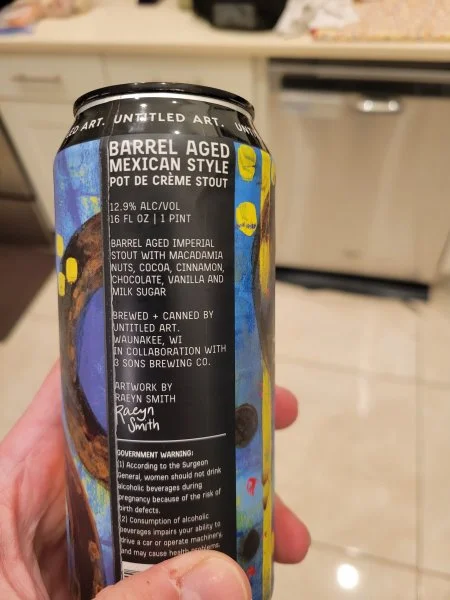 ED ART. UNTITLED ART. UNT
BARREL AGED
MEXICAN STYLE
POT DE CRÈME STOUT
12.9% ALC/VOL
16 FL OZ | 1 PINT
BARREL AGED IMPERIAL
STOUT WITH MACADAMIA
NUTS, COCOA, CINNAMON,
CHOCOLATE, VANILLA AND
MILK SUGAR
BREWED + CANNED BY
UNTITLED ART.
WAUNAKEE, WI
IN COLLABORATION WITH
3 SONS BREWING CO.
ARTWORK BY
RAEYN SMITH
Raeyn
Smith
GOVERNMENT WARNING:
(1) According to the Surgeon
General, women should not drink
alcoholic beverages during
pregnancy because of the risk of
birth defects.
(2) Consumption of alcoholic
beverages impairs your ability to
drive a car or operate machinery,
and may cause health problems.